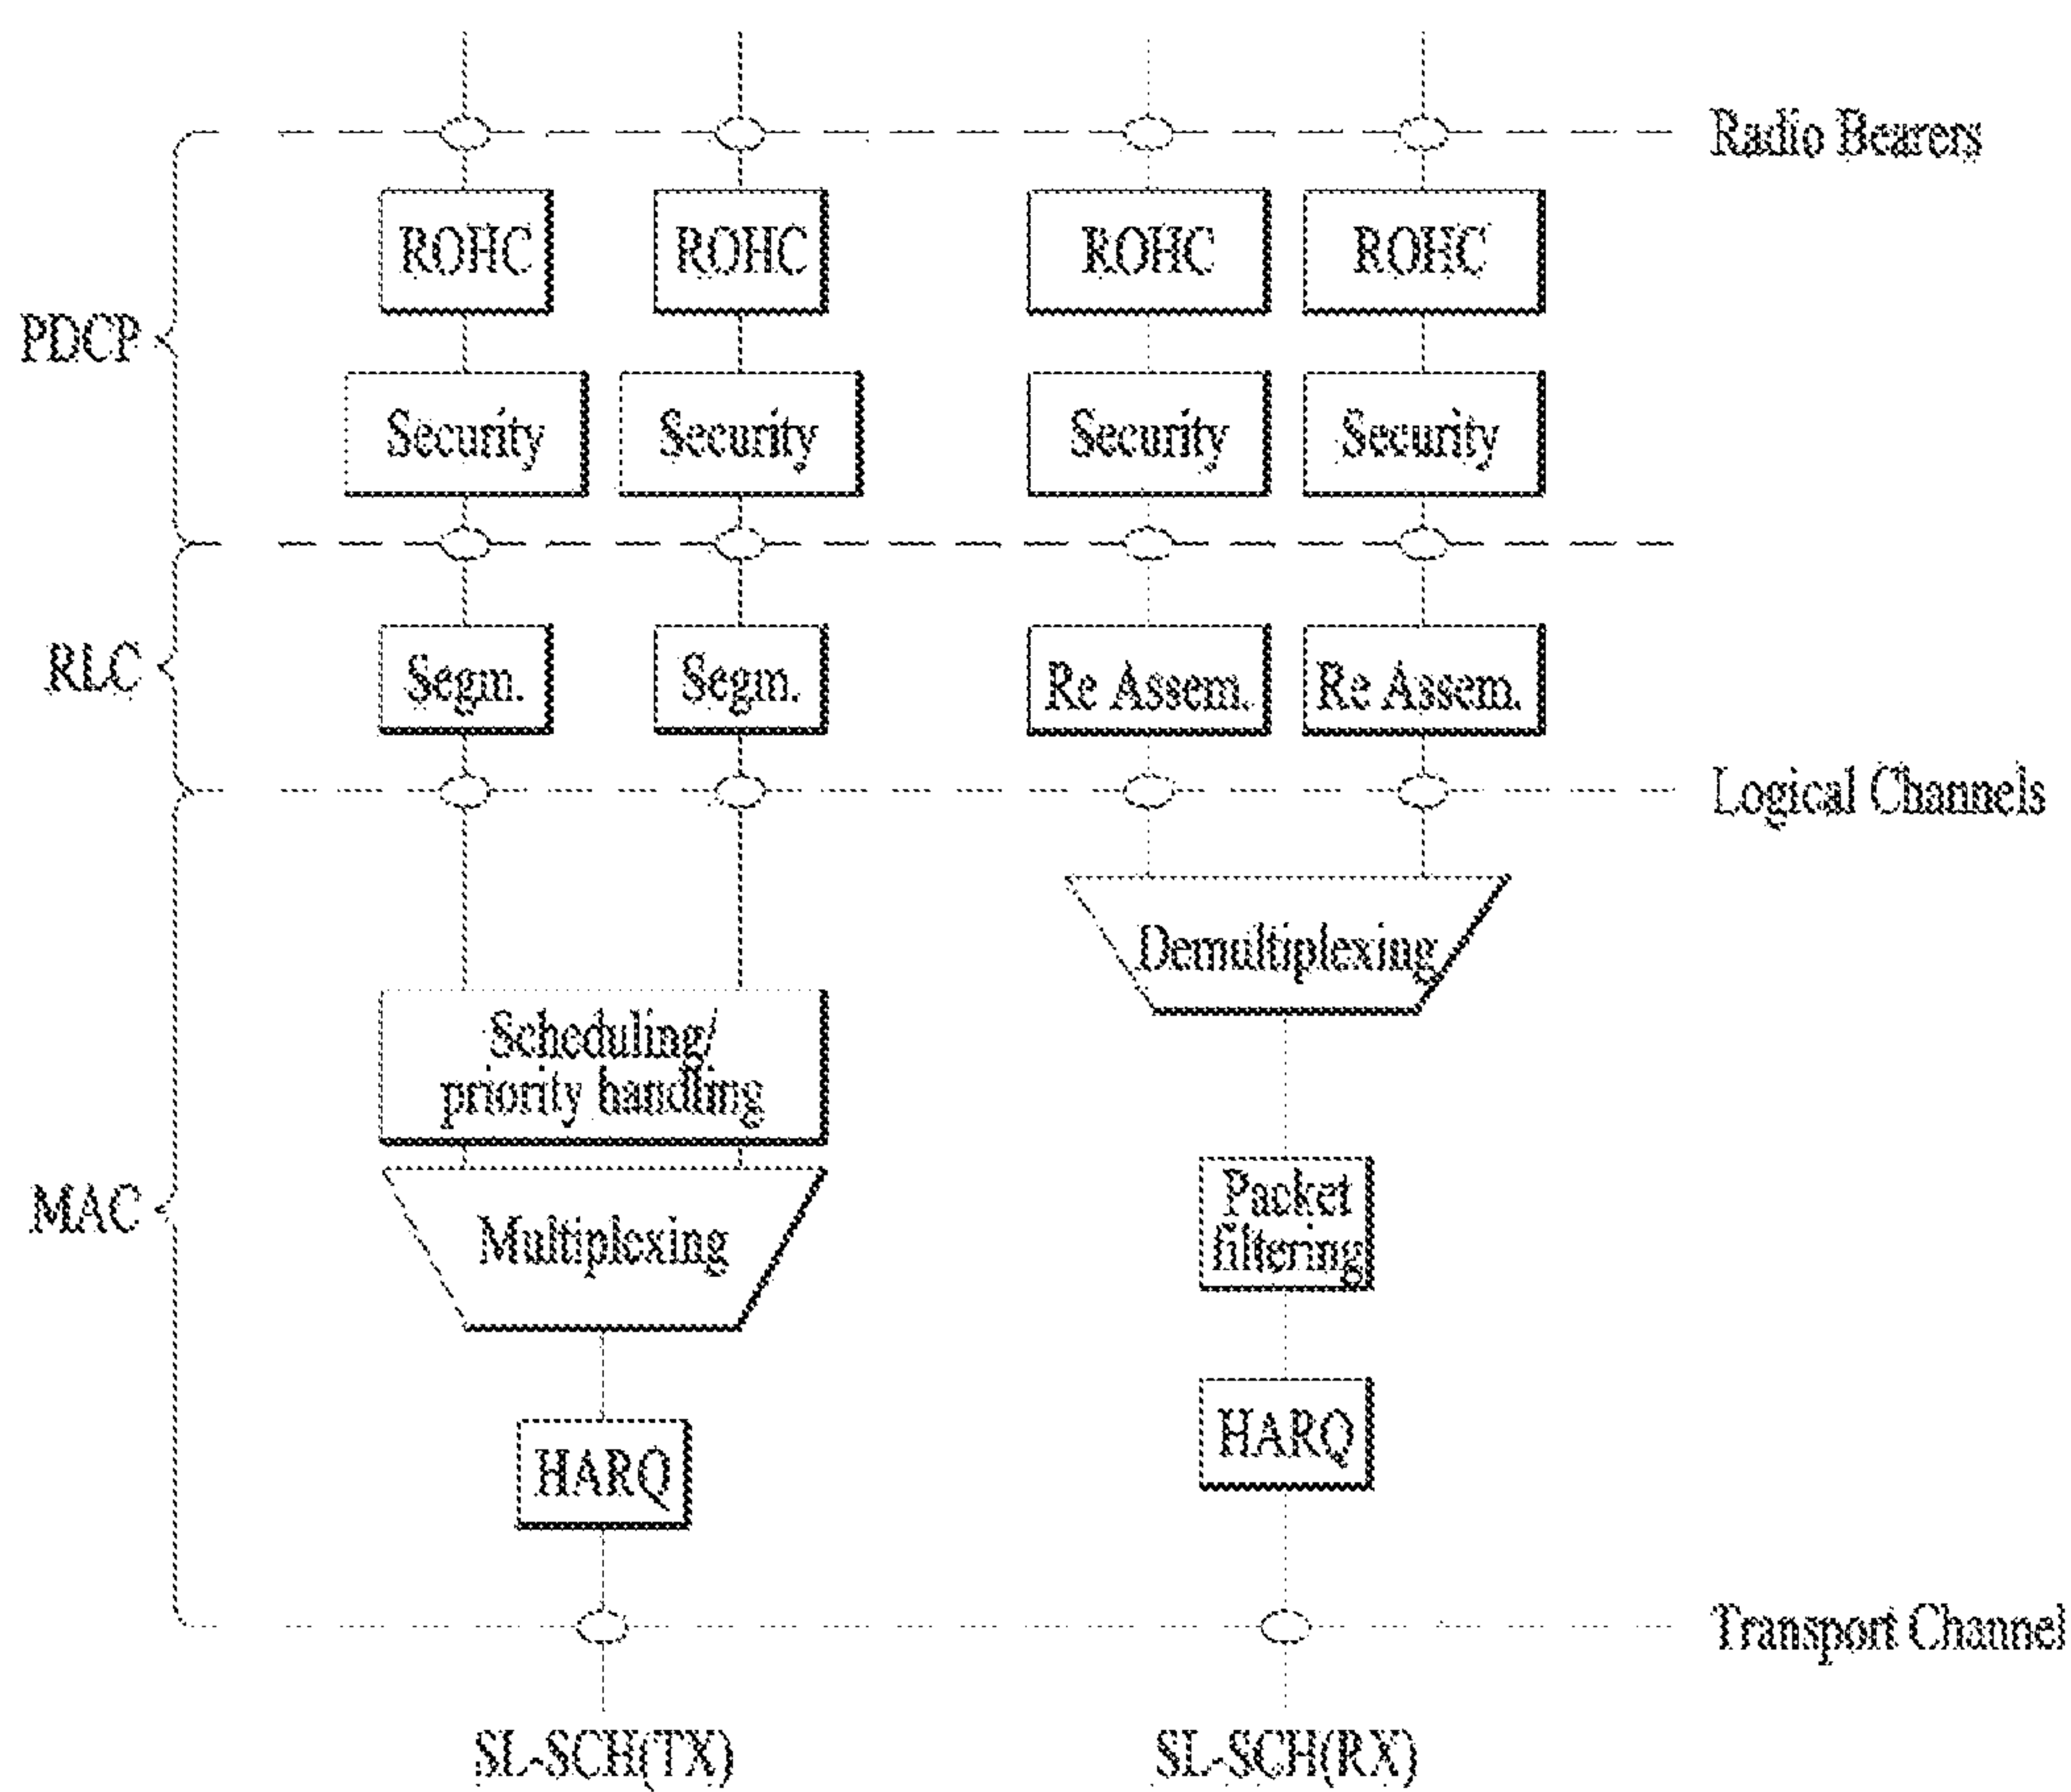 Radio Bearers
ROHC ROHC ROHC ROHC
PDCP
Security Security Security Security
RLC
Segm. Segm. Re Assem. Re Assem.
Logical Channels
Demultiplexing
Scheduling/
priority handling
MAC
Multiplexing
Packet
filtering
HARQ
HARQ
Transport Channel
SL-SCH(TX) SL-SCH(RX)